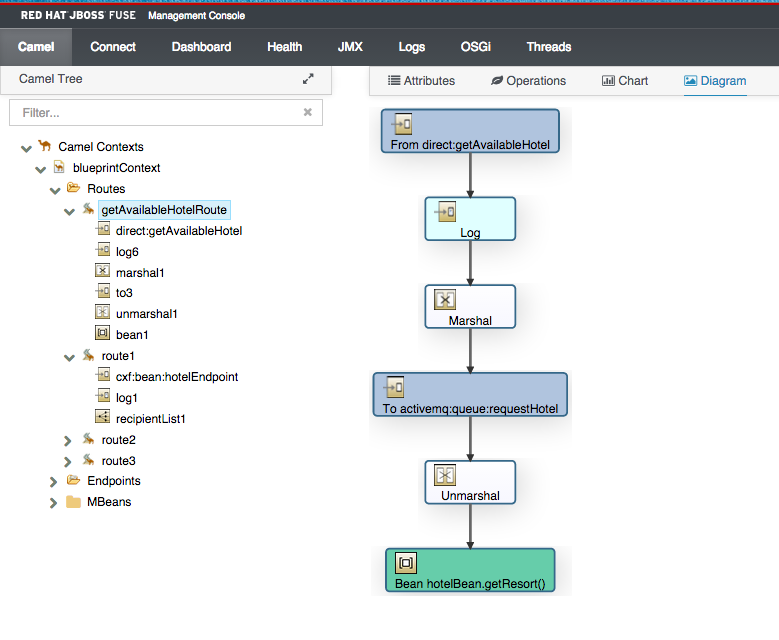 RED HAT JBOSS FUSE Management Console
Camel Connect Dashboard Health JMX Logs OSGi Threads
Camel Tree
Filter...
Camel Contexts
blueprintContext
Routes
getAvailableHotelRoute
direct:getAvailableHotel
log6
marshal1
to3
unmarshal1
bean1
route1
cxf:bean:hotelEndpoint
log1
recipientList1
route2
route3
Endpoints
MBeans
Attributes Operations Chart Diagram
From direct:getAvailableHotel
Log
Marshal
To activemq:queue:requestHotel
Unmarshal
Bean hotelBean.getResort()